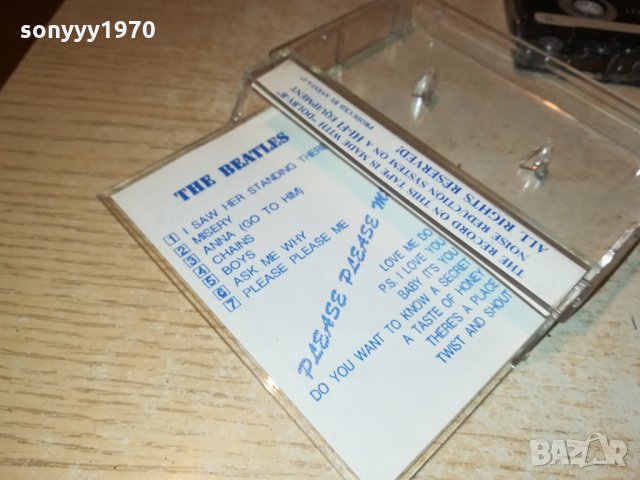 sonyyy1970
THE BEATLES
1 I SAW HER STANDING THERE
2 MISERY
3 ANNA (GO TO HIM)
4 CHAINS
5 BOYS
6 ASK ME WHY
7 PLEASE PLEASE ME
PLEASE PLEASE M
LOVE ME DO
P.S. I LOVE YOU
BABY IT'S YOU
DO YOU WANT TO KNOW A SECRET
A TASTE OF HONEY
THERE'S A PLACE
TWIST AND SHOUT
THE RECORD ON THIS TAPE IS MADE WITH "DOLBY-B"
NOISE REDUCTION SYSTEM ON A HI-FI EQUIPMENT
ALL RIGHTS RESERVED!
PRODUCED BY
BAZAR
bg